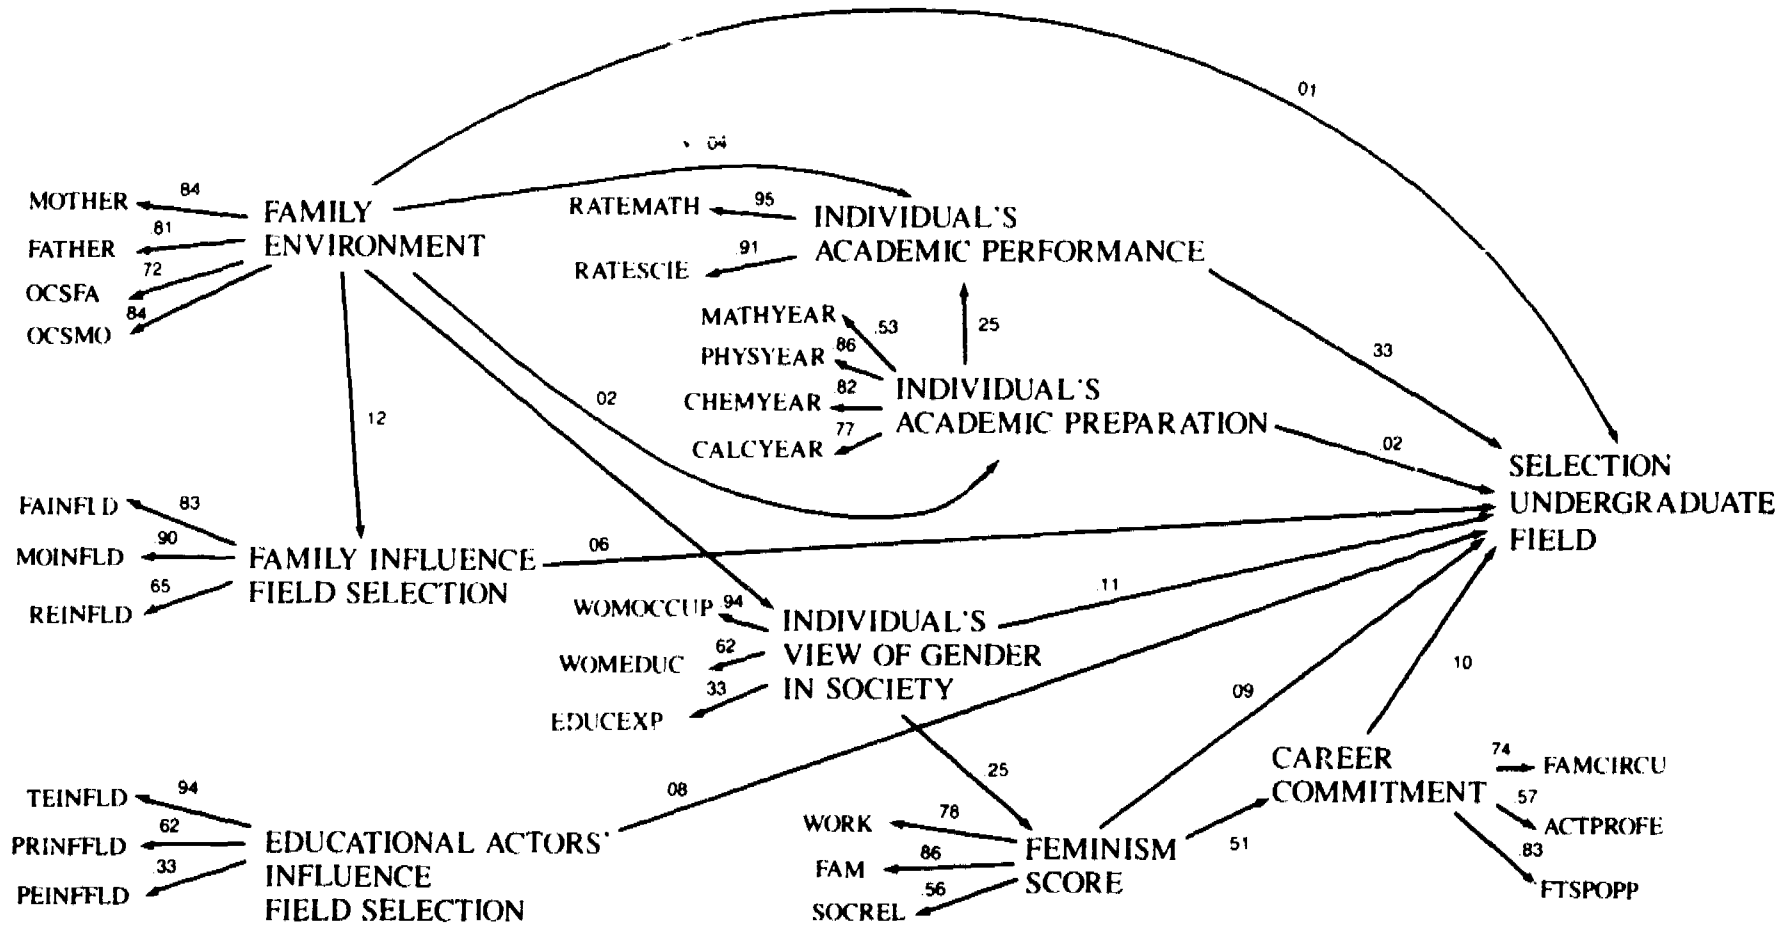 01
04
MOTHER 84
FAMILY
ENVIRONMENT
FATHER .81
OCSFA 72
OCSMO 84
RATEMATH 95
INDIVIDUAL'S
ACADEMIC PERFORMANCE
RATESCIE .91
MATHYEAR .53
25
33
PHYSYEAR 86
INDIVIDUAL'S
ACADEMIC PREPARATION
CHEMYEAR .82
CALCYEAR 77
02
12
.02
SELECTION
UNDERGRADUATE
FIELD
FAINFLD 83
MOINFLD .90
REINFLD 65
FAMILY INFLUENCE
FIELD SELECTION
06
WOMOCCUP .94
INDIVIDUAL'S
VIEW OF GENDER
IN SOCIETY
WOMEDUC 62
EDUCEXP 33
.11
10
09
.25
08
TEINFLD 94
PRINFFLD 62
PEINFFLD .33
EDUCATIONAL ACTORS'
INFLUENCE
FIELD SELECTION
WORK 78
FAM 86
SOCREL .56
FEMINISM
SCORE
51
CAREER
COMMITMENT
74 FAMCIRCU
.57 ACTPROFE
.83 FTSPOPP